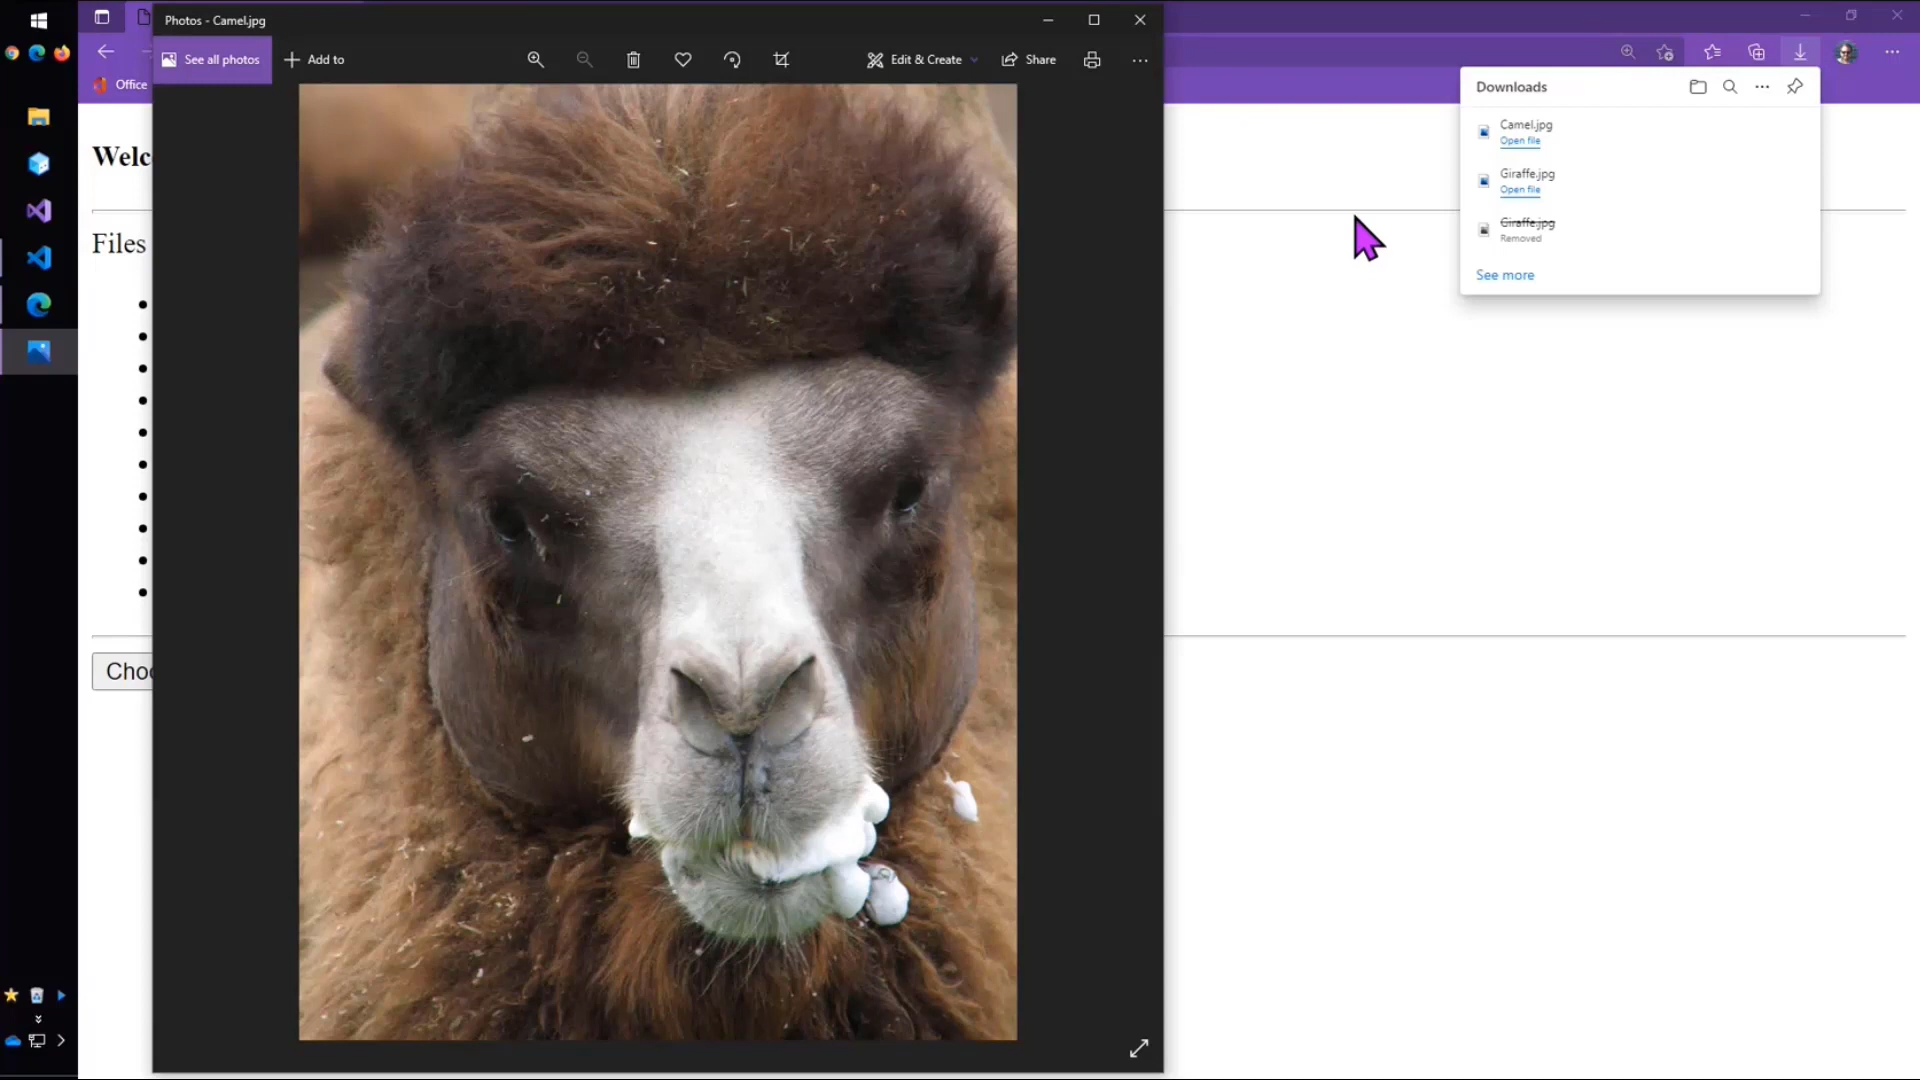 Photos - Camel.jpg
See all photos
Add to
Edit & Create
Share
Office
Downloads
Camel.jpg
Open file
Giraffe.jpg
Open file
Giraffe.jpg
Removed
See more
Welc
Files
Choo